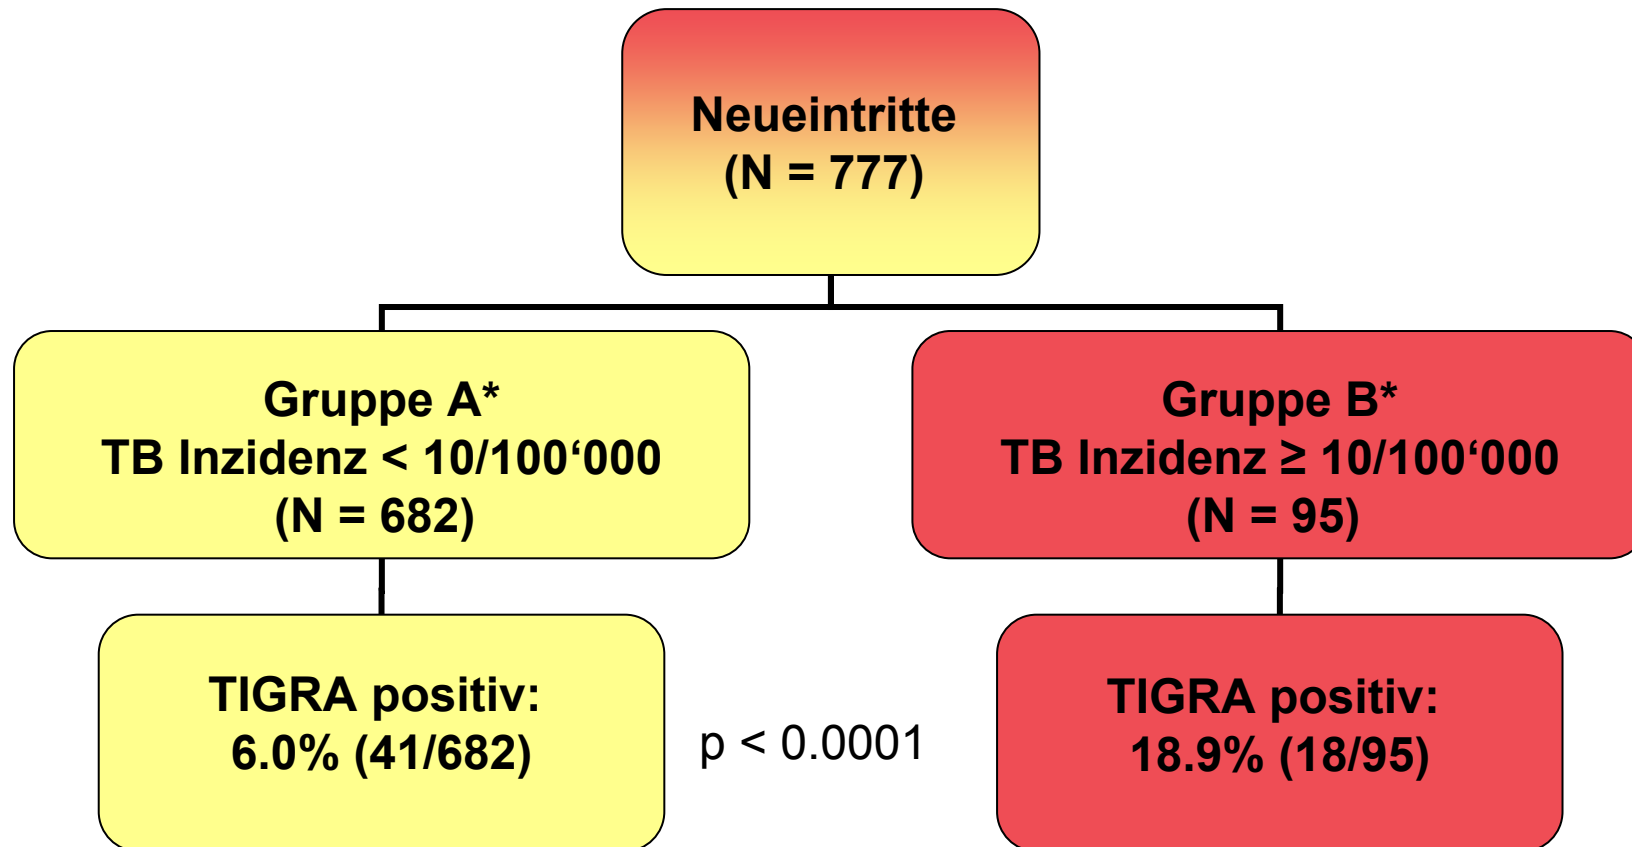 Neueintritte
(N = 777)
Gruppe A*
TB Inzidenz < 10/100‘000
(N = 682)
Gruppe B*
TB Inzidenz ≥ 10/100‘000
(N = 95)
TIGRA positiv:
6.0% (41/682)
p < 0.0001
TIGRA positiv:
18.9% (18/95)